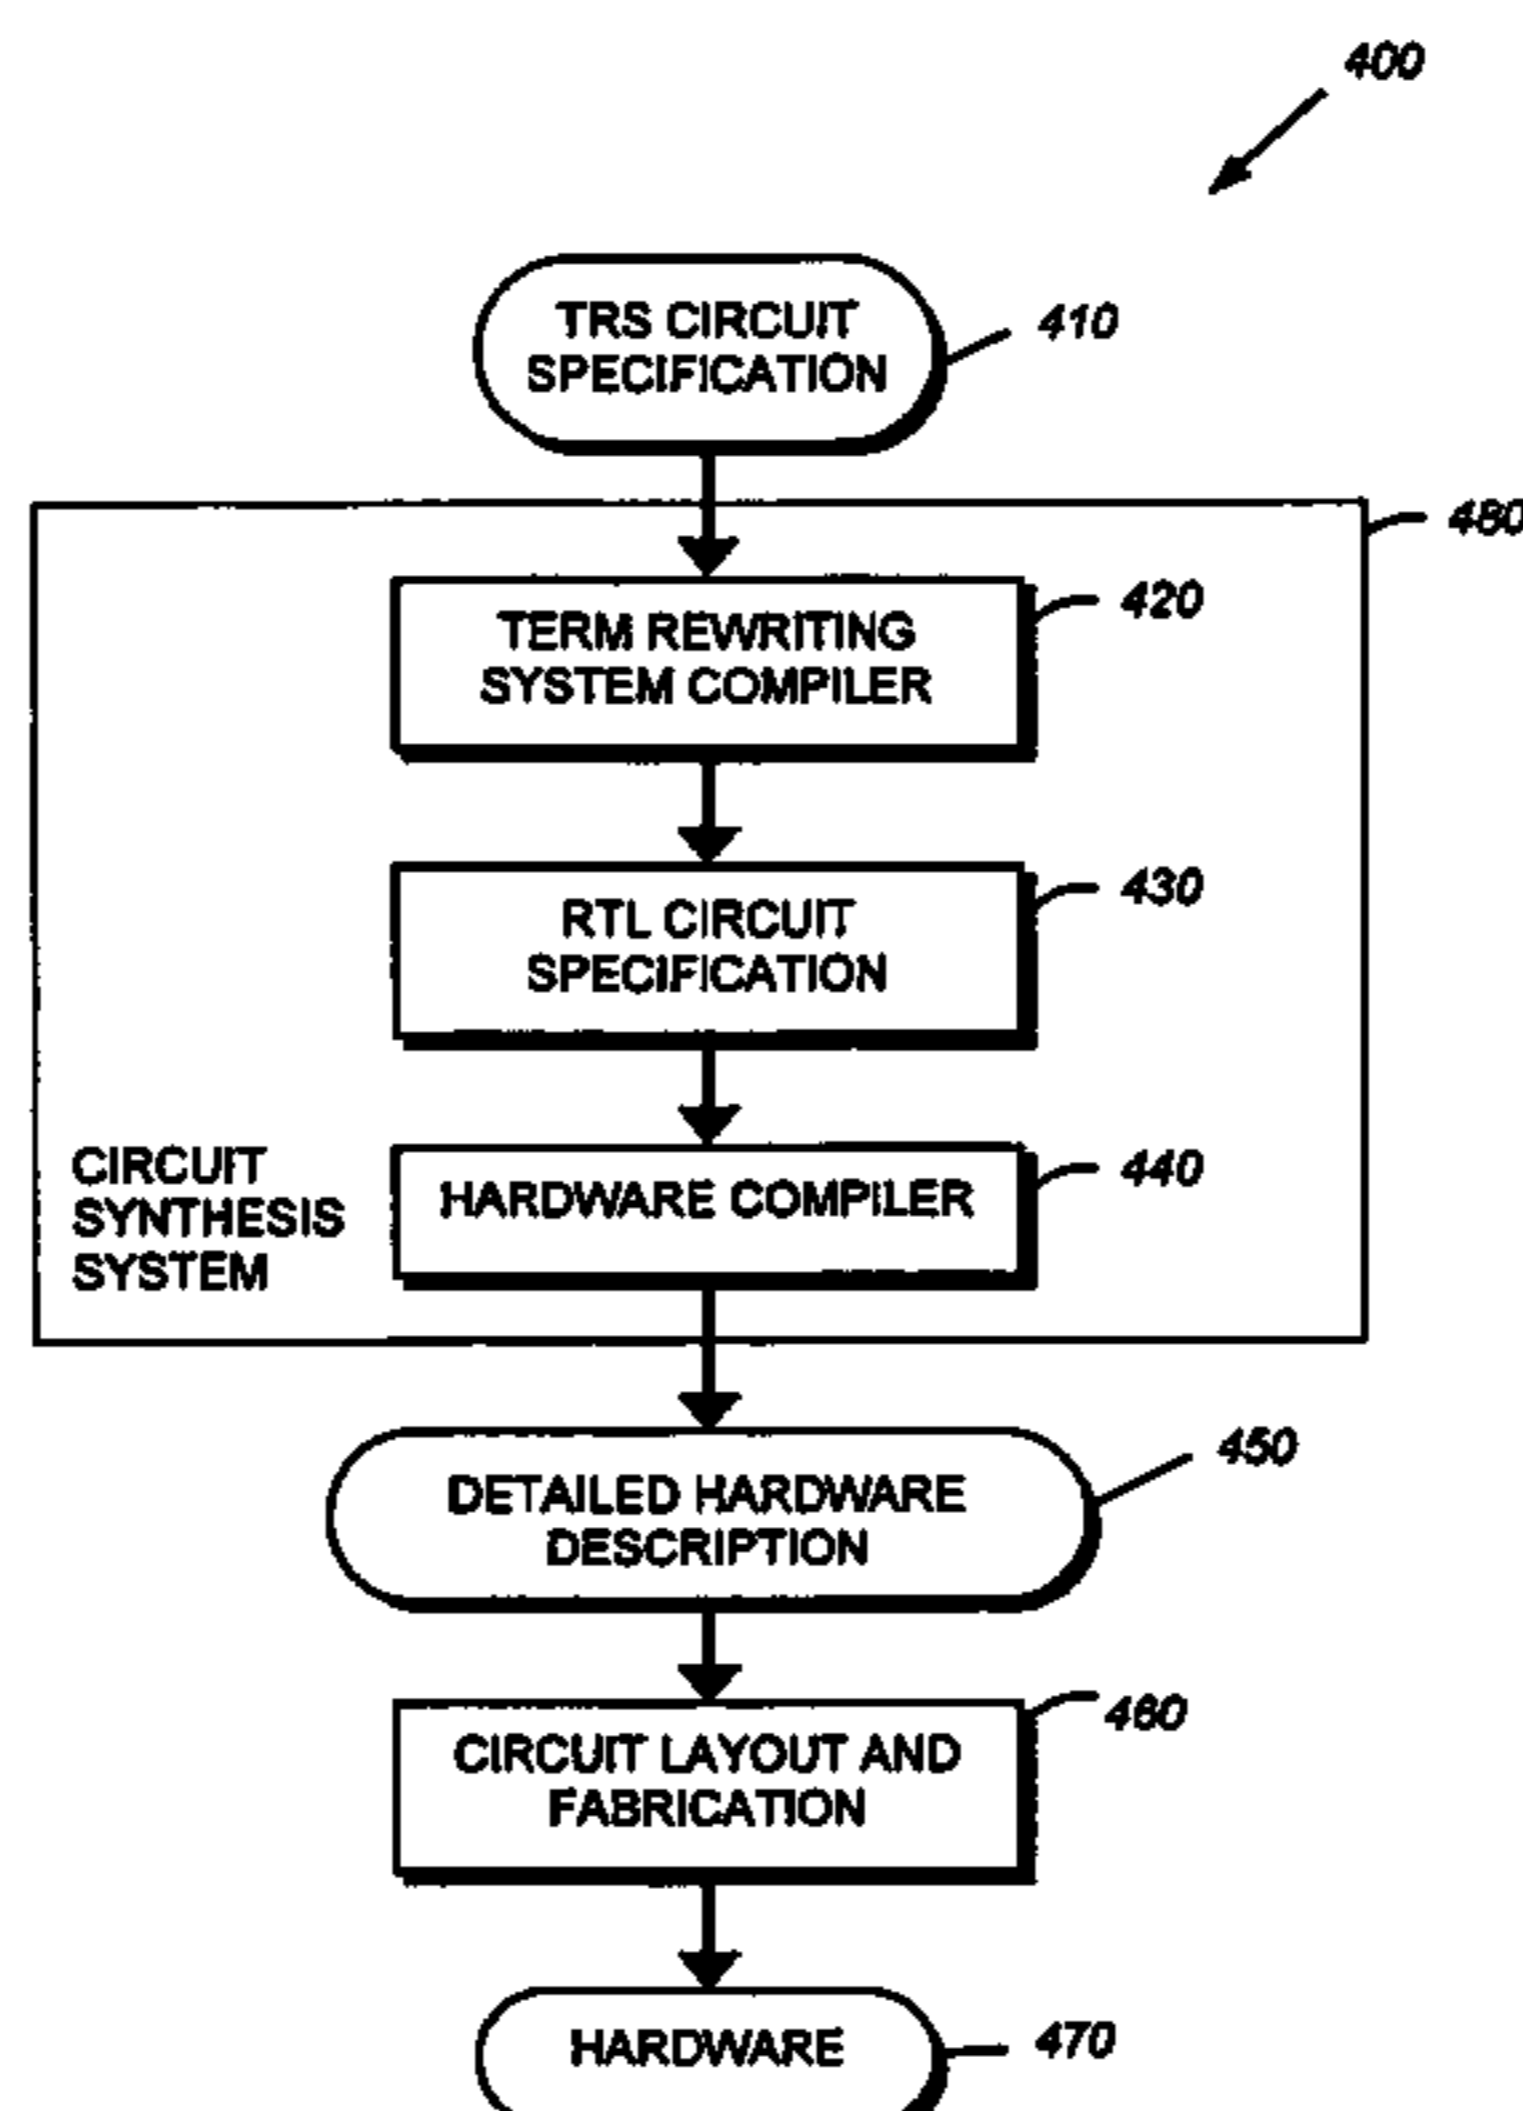 400
TRS CIRCUIT
SPECIFICATION
410
480
TERM REWRITING
SYSTEM COMPILER
420
RTL CIRCUIT
SPECIFICATION
430
CIRCUIT
SYNTHESIS
SYSTEM
HARDWARE COMPILER
440
DETAILED HARDWARE
DESCRIPTION
450
CIRCUIT LAYOUT AND
FABRICATION
460
HARDWARE
470